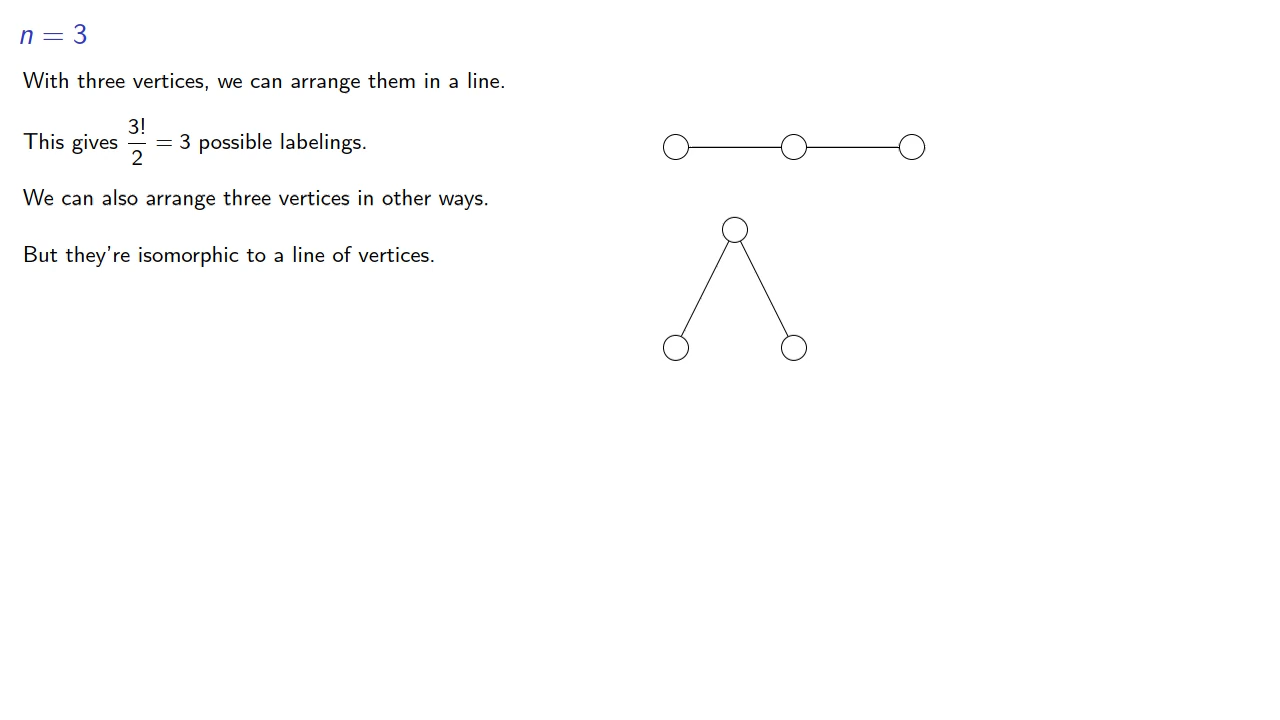 n = 3
With three vertices, we can arrange them in a line.
This gives 3!/2 = 3 possible labelings.
We can also arrange three vertices in other ways.
But they're isomorphic to a line of vertices.